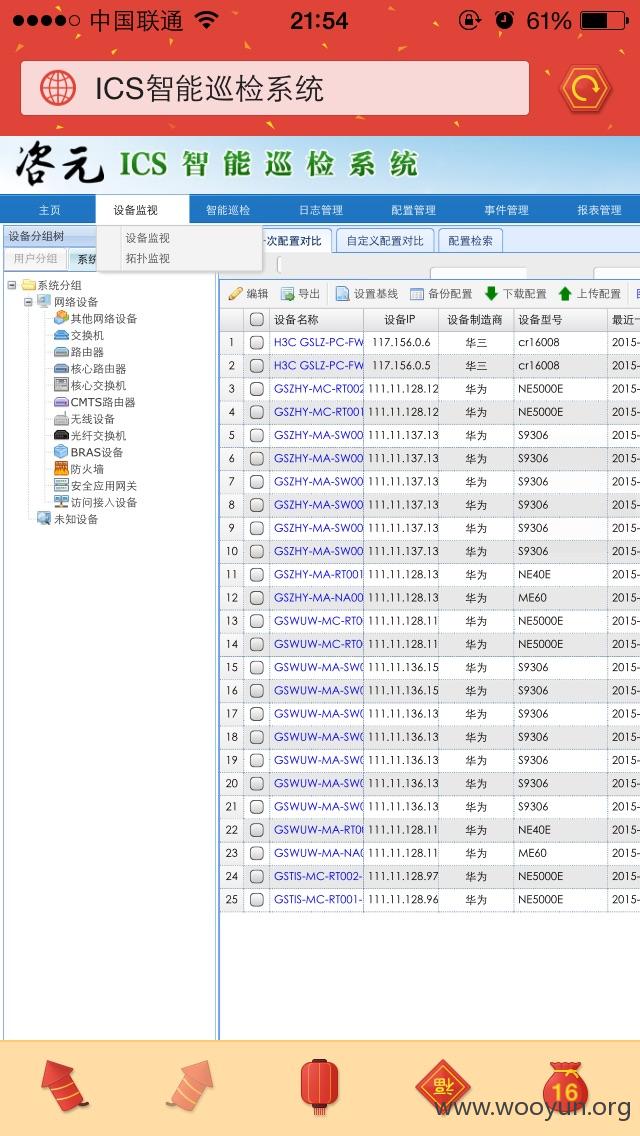 中国联通 21:54 61%
ICS智能巡检系统
咨元 ICS 智能巡检系统
主页 设备监视 智能巡检 日志管理 配置管理 事件管理 报表管理
设备分组树
设备监视
拓扑监视
次配置对比 自定义配置对比 配置检索
用户分组
系统分组
网络设备
其他网络设备
交换机
路由器
核心路由器
核心交换机
CMTS路由器
无线设备
光纤交换机
BRAS设备
防火墙
安全应用网关
访问接入设备
未知设备
编辑 导出 设置基线 备份配置 下载配置 上传配置
设备名称 设备IP 设备制造商 设备型号 最近一
1 H3C GSLZ-PC-FW 117.156.0.6 华三 cr16008 2015-
2 H3C GSLZ-PC-FW 117.156.0.5 华三 cr16008 2015-
3 GSZHY-MC-RT002 111.11.128.12 华为 NE5000E 2015-
4 GSZHY-MC-RT001 111.11.128.12 华为 NE5000E 2015-
5 GSZHY-MA-SW00 111.11.137.13 华为 S9306 2015-
6 GSZHY-MA-SW00 111.11.137.13 华为 S9306 2015-
7 GSZHY-MA-SW00 111.11.137.13 华为 S9306 2015-
8 GSZHY-MA-SW00 111.11.137.13 华为 S9306 2015-
9 GSZHY-MA-SW00 111.11.137.13 华为 S9306 2015-
10 GSZHY-MA-SW00 111.11.137.13 华为 S9306 2015-
11 GSZHY-MA-RT001 111.11.128.13 华为 NE40E 2015-
12 GSZHY-MA-NA00 111.11.128.13 华为 ME60 2015-
13 GSWUW-MC-RT0 111.11.128.11 华为 NE5000E 2015-
14 GSWUW-MC-RT0 111.11.128.11 华为 NE5000E 2015-
15 GSWUW-MA-SW0 111.11.136.15 华为 S9306 2015-
16 GSWUW-MA-SW0 111.11.136.15 华为 S9306 2015-
17 GSWUW-MA-SW0 111.11.136.13 华为 S9306 2015-
18 GSWUW-MA-SW0 111.11.136.13 华为 S9306 2015-
19 GSWUW-MA-SW0 111.11.136.13 华为 S9306 2015-
20 GSWUW-MA-SW0 111.11.136.13 华为 S9306 2015-
21 GSWUW-MA-SW0 111.11.136.13 华为 S9306 2015-
22 GSWUW-MA-RT0 111.11.128.11 华为 NE40E 2015-
23 GSWUW-MA-NA0 111.11.128.11 华为 ME60 2015-
24 GSTIS-MC-RT002- 111.11.128.97 华为 NE5000E 2015-
25 GSTIS-MC-RT001- 111.11.128.96 华为 NE5000E 2015-
福 16
www.wooyun.org